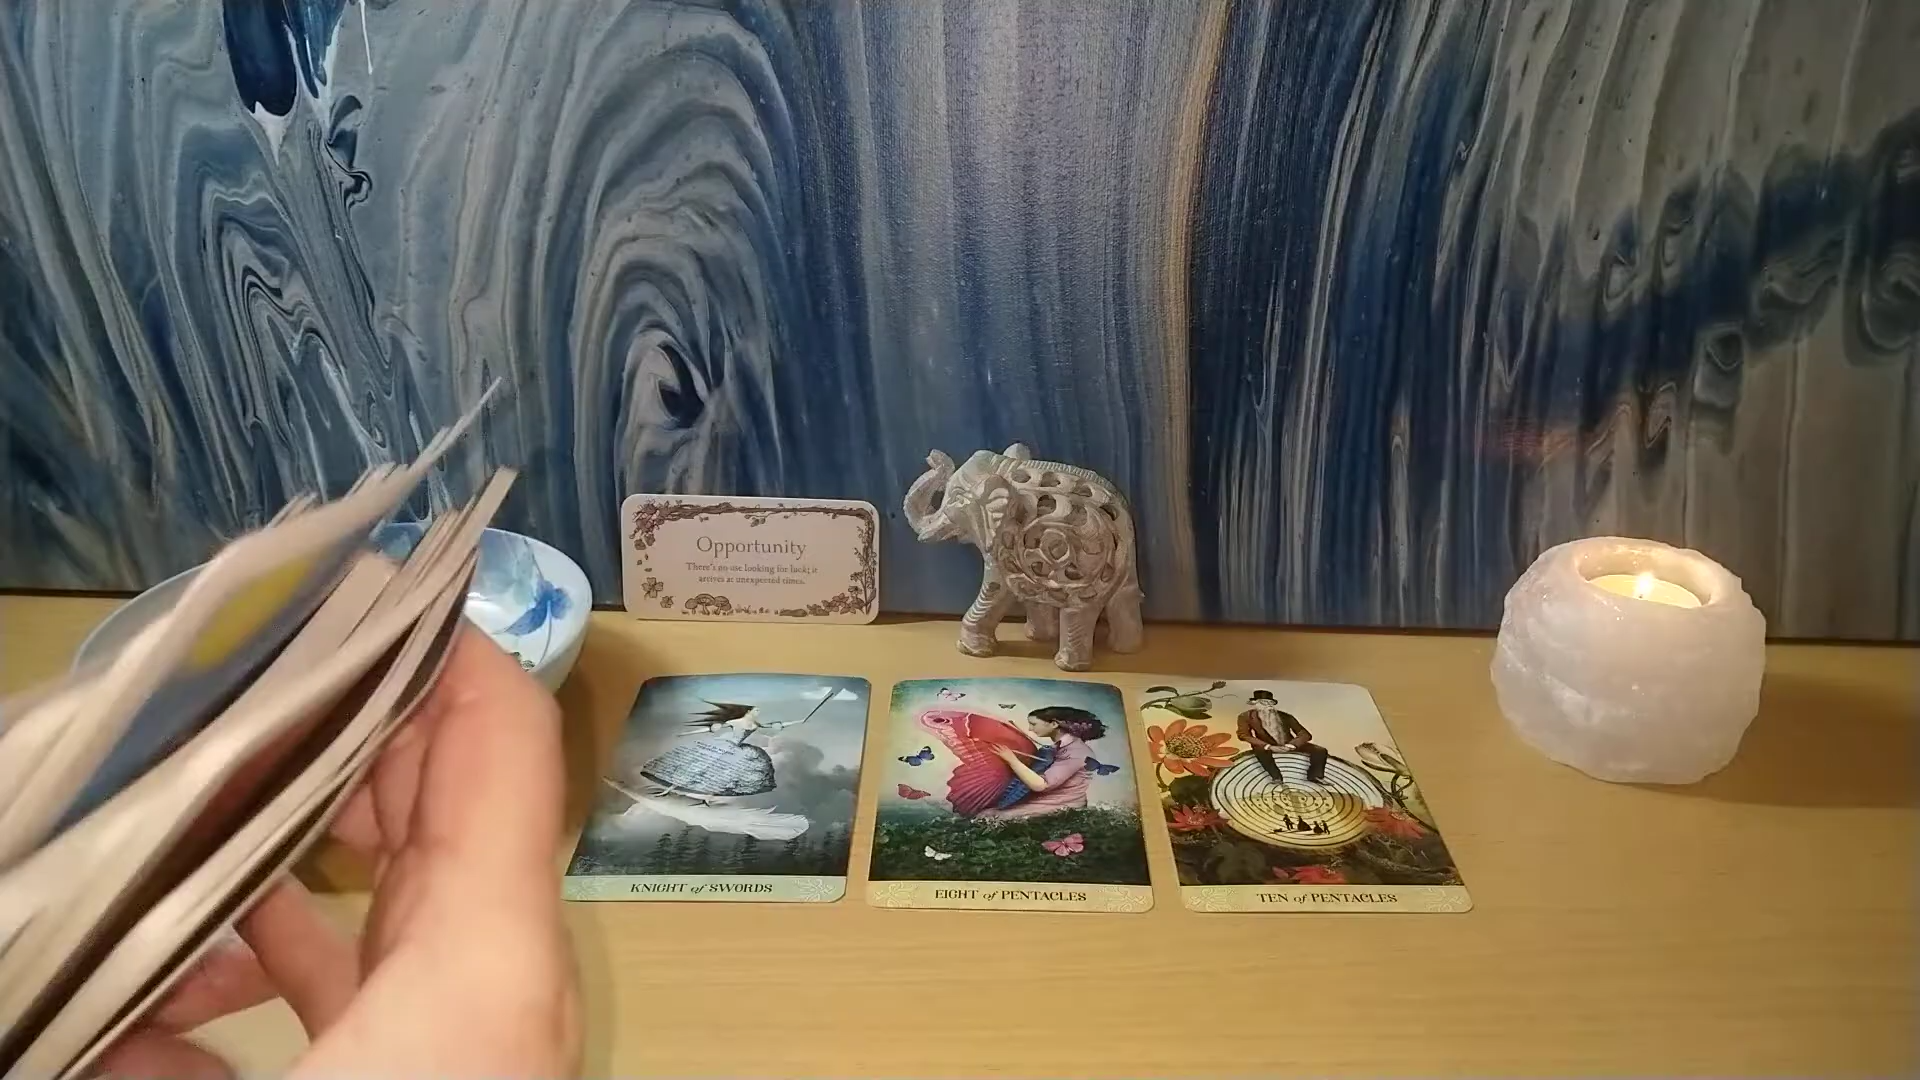 Opportunity
There's no use looking for luck; it
arrives at unexpected times.
KNIGHT of SWORDS
EIGHT of PENTACLES
TEN of PENTACLES